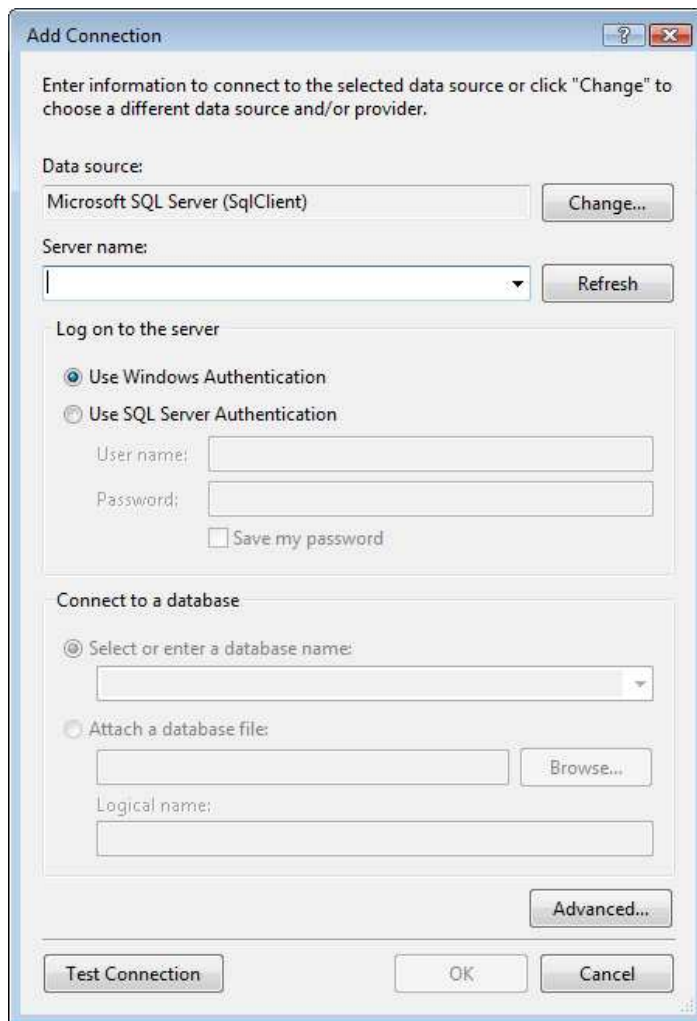 Add Connection
Enter information to connect to the selected data source or click "Change" to
choose a different data source and/or provider.
Data source:
Microsoft SQL Server (SqlClient)
Change...
Server name:
Refresh
Log on to the server
Use Windows Authentication
Use SQL Server Authentication
User name:
Password:
Save my password
Connect to a database
Select or enter a database name:
Attach a database file:
Browse...
Logical name:
Advanced...
Test Connection
OK
Cancel